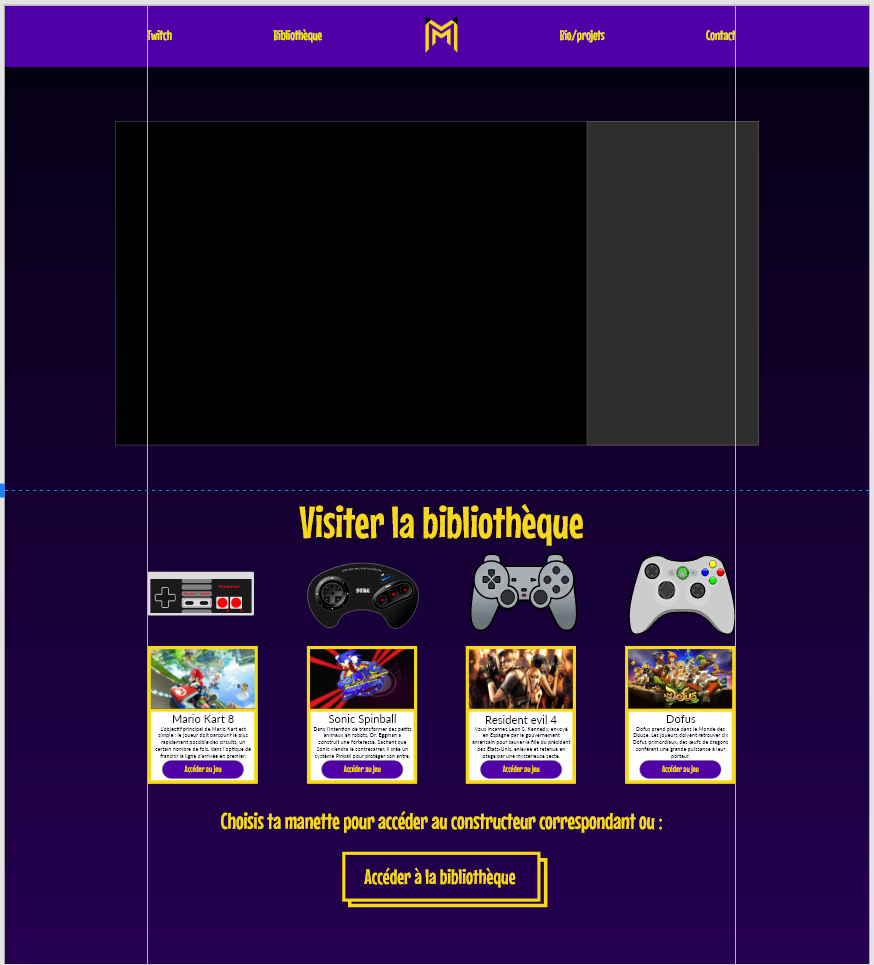 Twitch
Bibliothèque
M
Bio/projets
Contact
Visiter la bibliothèque
Nintendo
SEGA
Mario Kart 8
L'objectif principal de Mario Kart est
simple : le joueur doit parcourir le plus
rapidement possible des circuits, un
certain nombre de fois, dans l'optique de
franchir la ligne d'arrivée en premier.
Accéder au jeu
Sonic Spinball
Dans l'intention de transformer des petits
animaux en robots, Dr. Eggman a
construit une forteresse. Sachant que
Sonic viendra le contrecarrer, il crée un
système Pinball pour protéger son antre.
Accéder au jeu
Resident evil 4
Vous incarnez Leon S. Kennedy, envoyé
en Espagne par le gouvernement
américain pour sauver la fille du président
des États-Unis, enlevée et retenue en
otage par une mystérieuse secte.
Accéder au jeu
Dofus
Dofus prend place dans le Monde des
Douze. Les joueurs doivent retrouver six
Dofus primordiaux, des œufs de dragons
conférant une grande puissance à leur
porteur.
Accéder au jeu
Choisis ta manette pour accéder au constructeur correspondant ou :
Accéder à la bibliothèque